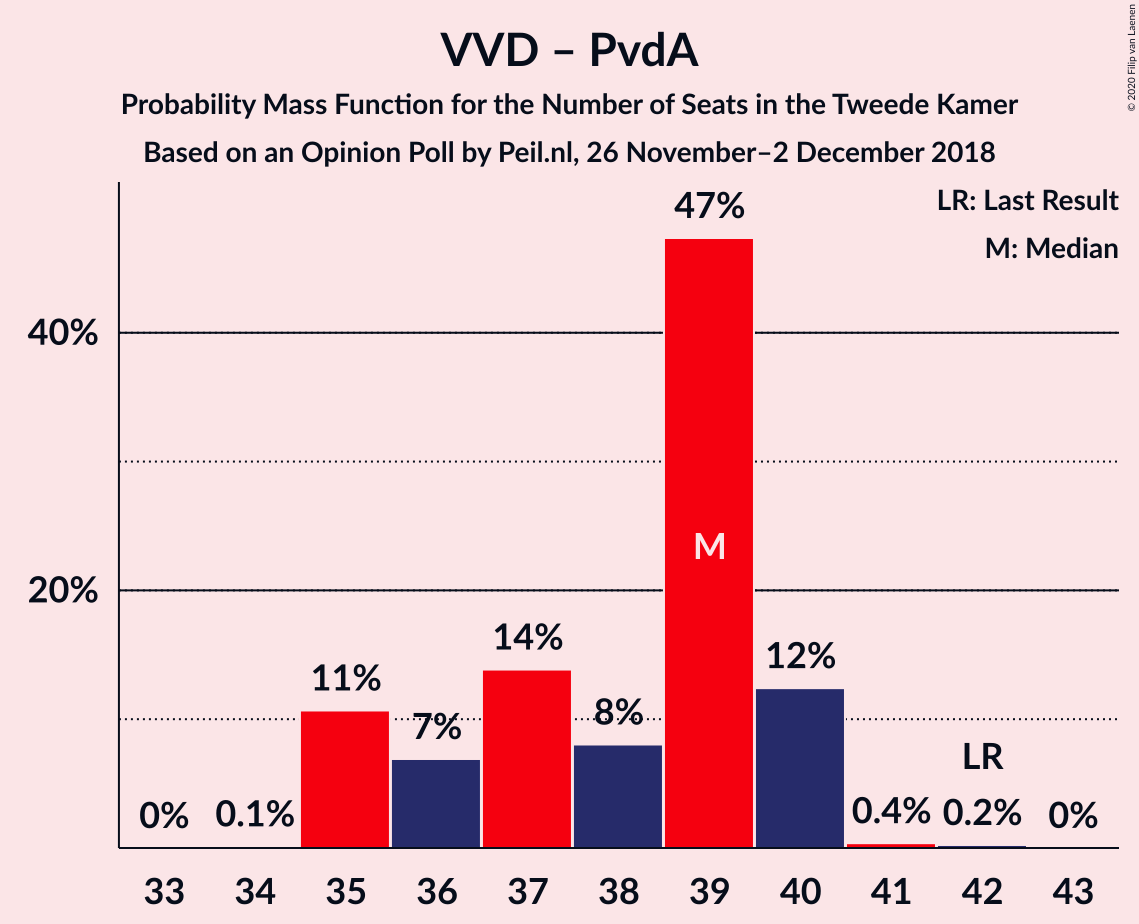 VVD – PvdA
Probability Mass Function for the Number of Seats in the Tweede Kamer
Based on an Opinion Poll by Peil.nl, 26 November–2 December 2018
© 2020 Filip van Laenen
LR: Last Result
M: Median
40%
20%
0%
0.1%
11%
7%
14%
8%
47%
M
12%
0.4%
LR
0.2%
0%
33 34 35 36 37 38 39 40 41 42 43